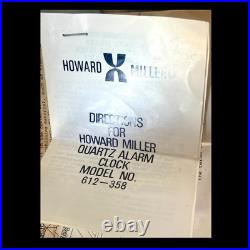 HOWARD MILLER
DIRECTIONS
FOR
HOWARD MILLER
QUARTZ ALARM
CLOCK
MODEL NO.
612-358